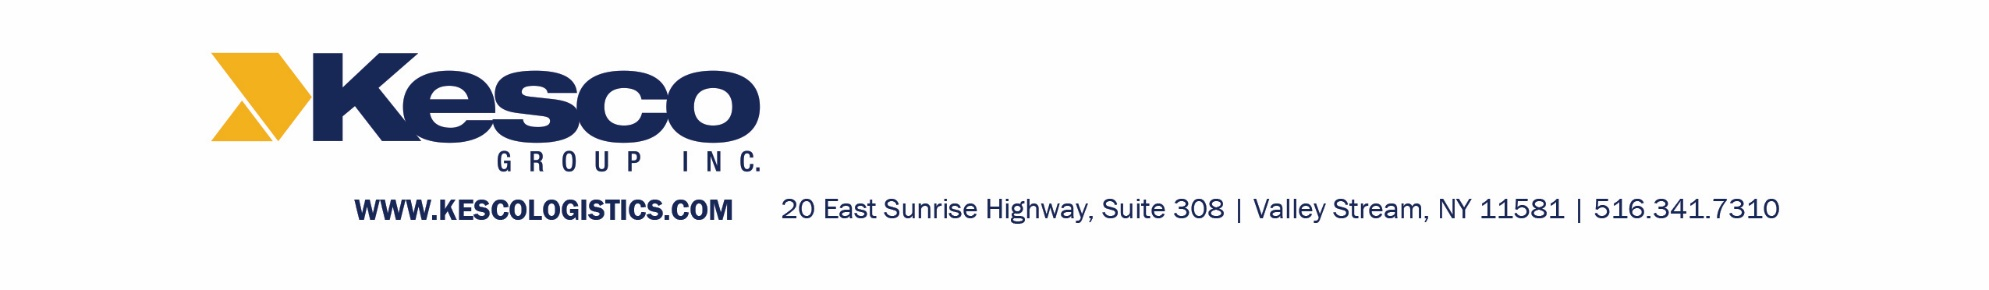 Kesco
GROUP INC.
WWW.KESCOLOGISTICS.COM 20 East Sunrise Highway, Suite 308 | Valley Stream, NY 11581 | 516.341.7310